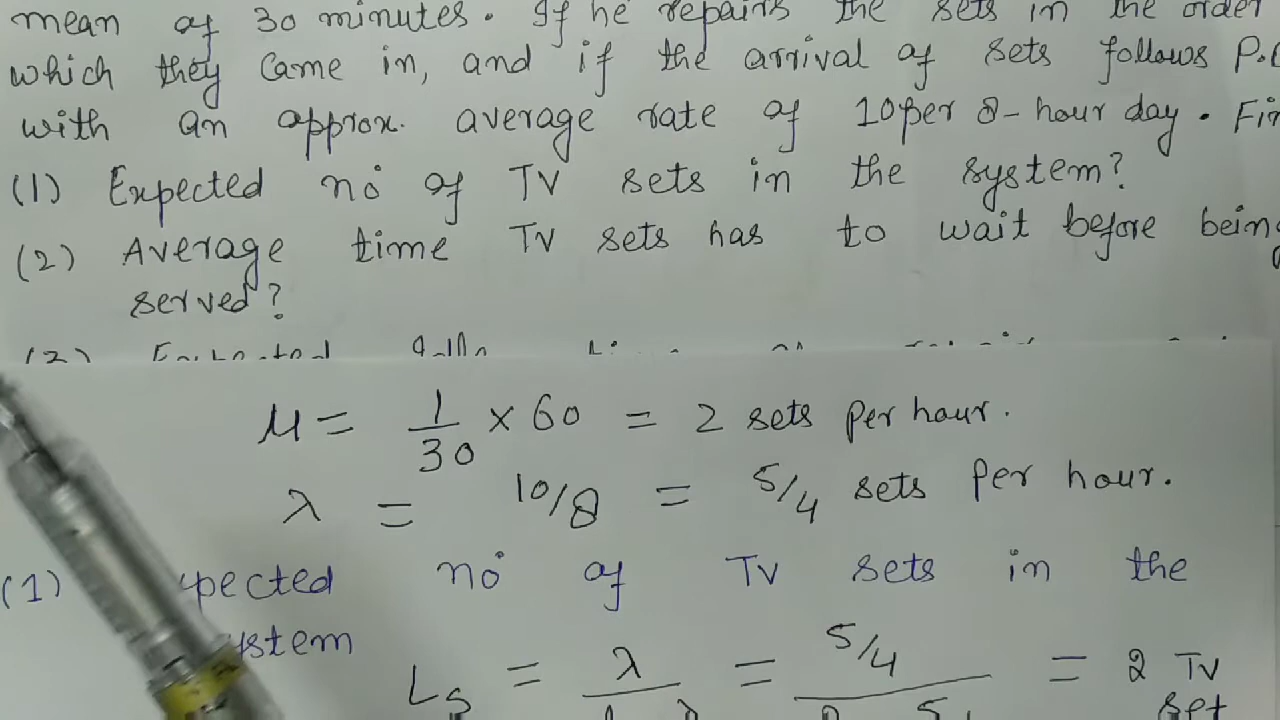 mean of 30 minutes. If he repairs the sets in the order
which they came in, and if the arrival of sets follows P.
with an approx. average rate of 10 per 8-hour day. Fin
(1) Expected no of TV sets in the system?
(2) Average time TV sets has to wait before being
served?
μ = 1/30 × 60 = 2 sets per hour.
λ = 10/8 = 5/4 sets per hour.
(1) pected no of TV sets in the
ystem
Ls = λ = 5/4 = 2 TV
set